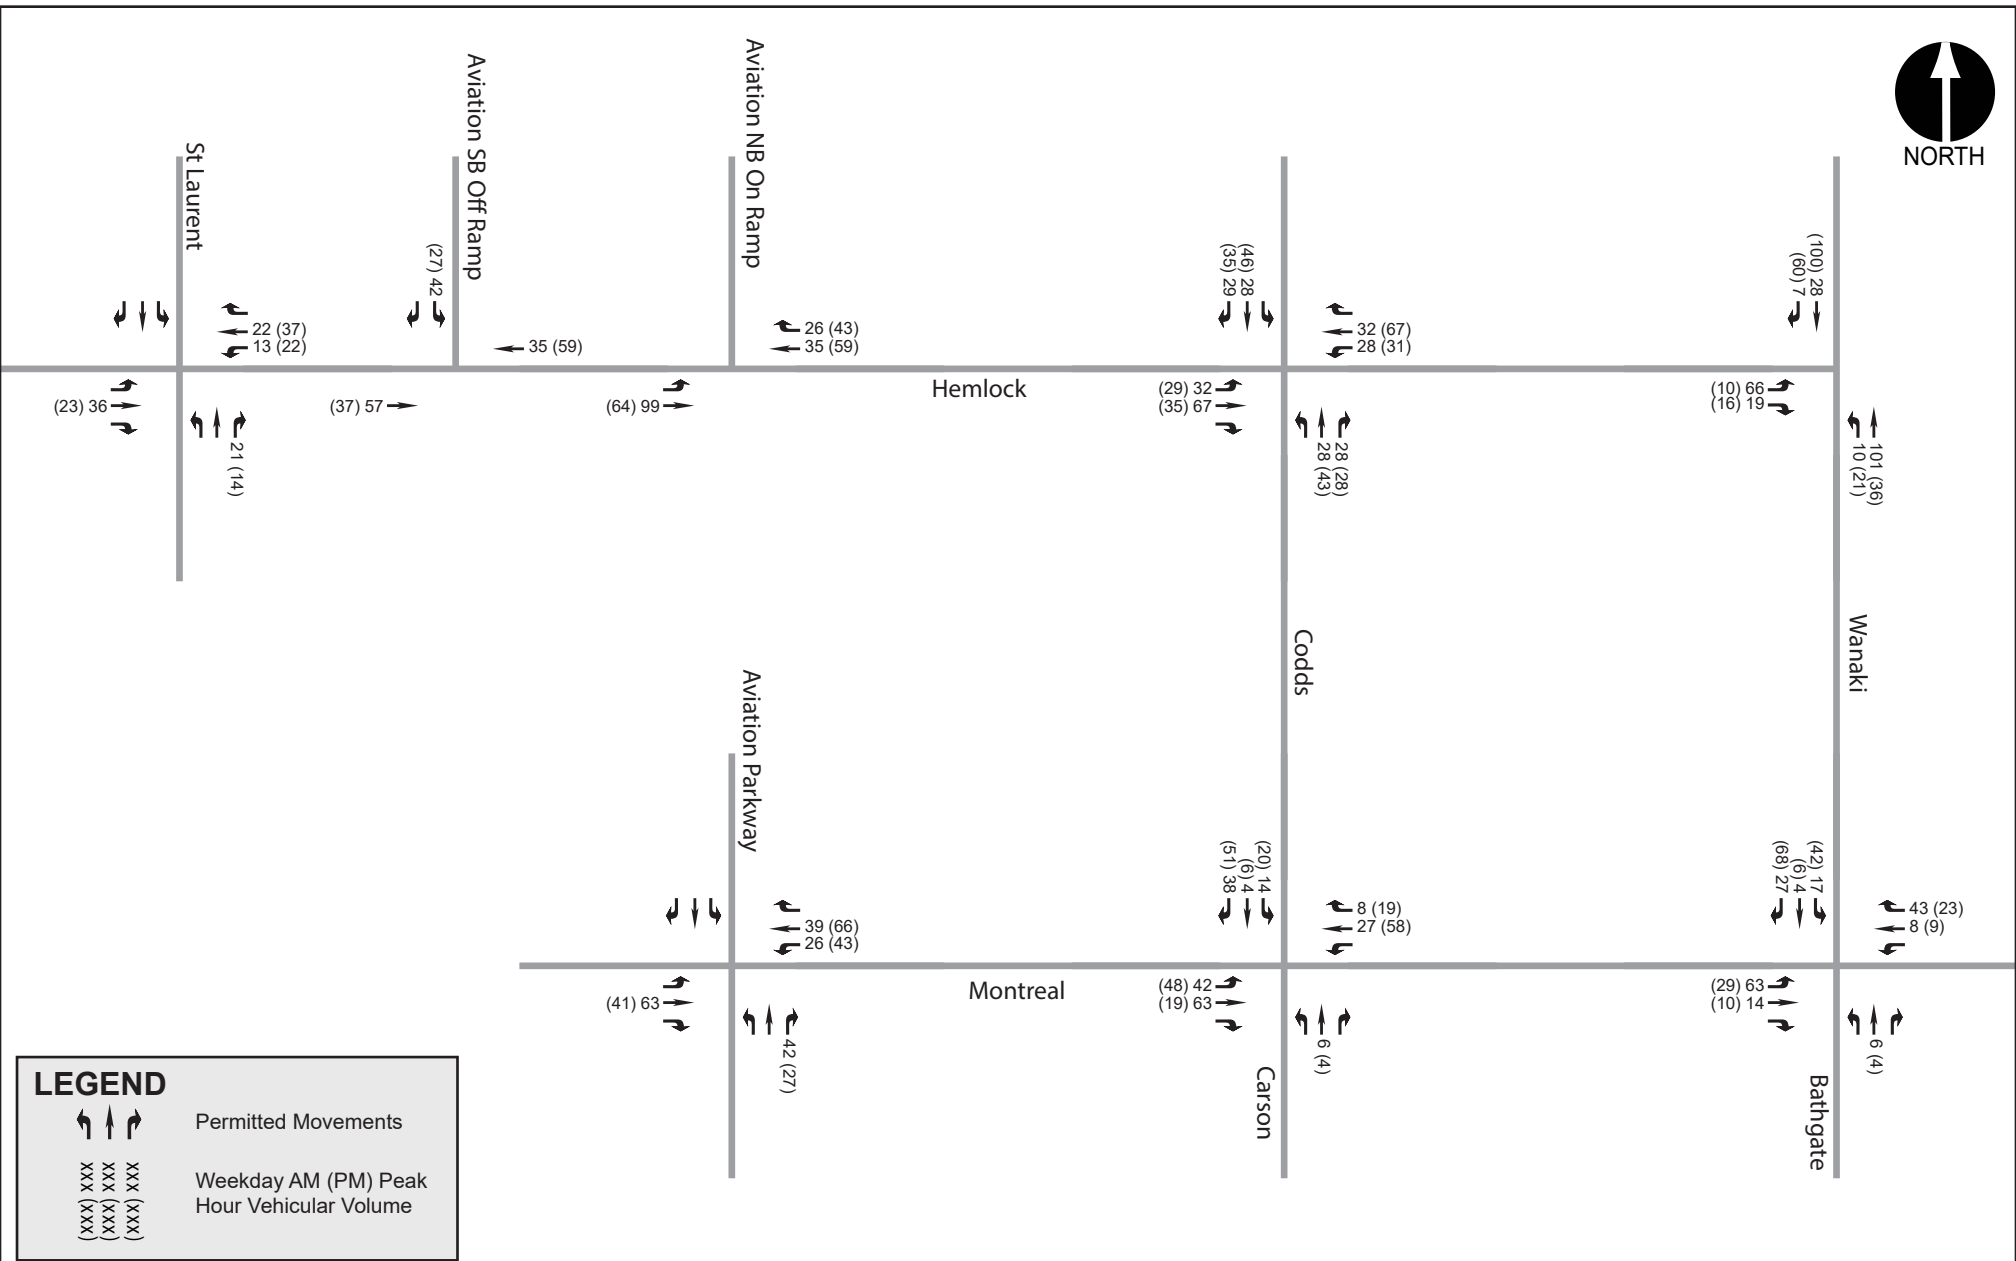 NORTH
St Laurent
Aviation SB Off Ramp
Aviation NB On Ramp
(27) 42
(46) 28
(35) 29
(100) 28
(60) 7
22 (37)
13 (22)
35 (59)
26 (43)
35 (59)
32 (67)
28 (31)
Hemlock
(23) 36
(37) 57
(64) 99
(29) 32
(35) 67
(10) 66
(16) 19
21 (14)
28 (28)
28 (43)
101 (36)
10 (21)
Codds
Wanaki
Aviation Parkway
(20) 14
(6) 4
(51) 38
(42) 17
(6) 4
(68) 27
39 (66)
26 (43)
8 (19)
27 (58)
43 (23)
8 (9)
Montreal
(41) 63
(48) 42
(19) 63
(29) 63
(10) 14
42 (27)
6 (4)
6 (4)
Carson
Bathgate
LEGEND
Permitted Movements
xxx (xxx)
xxx (xxx)
xxx (xxx)
Weekday AM (PM) Peak
Hour Vehicular Volume